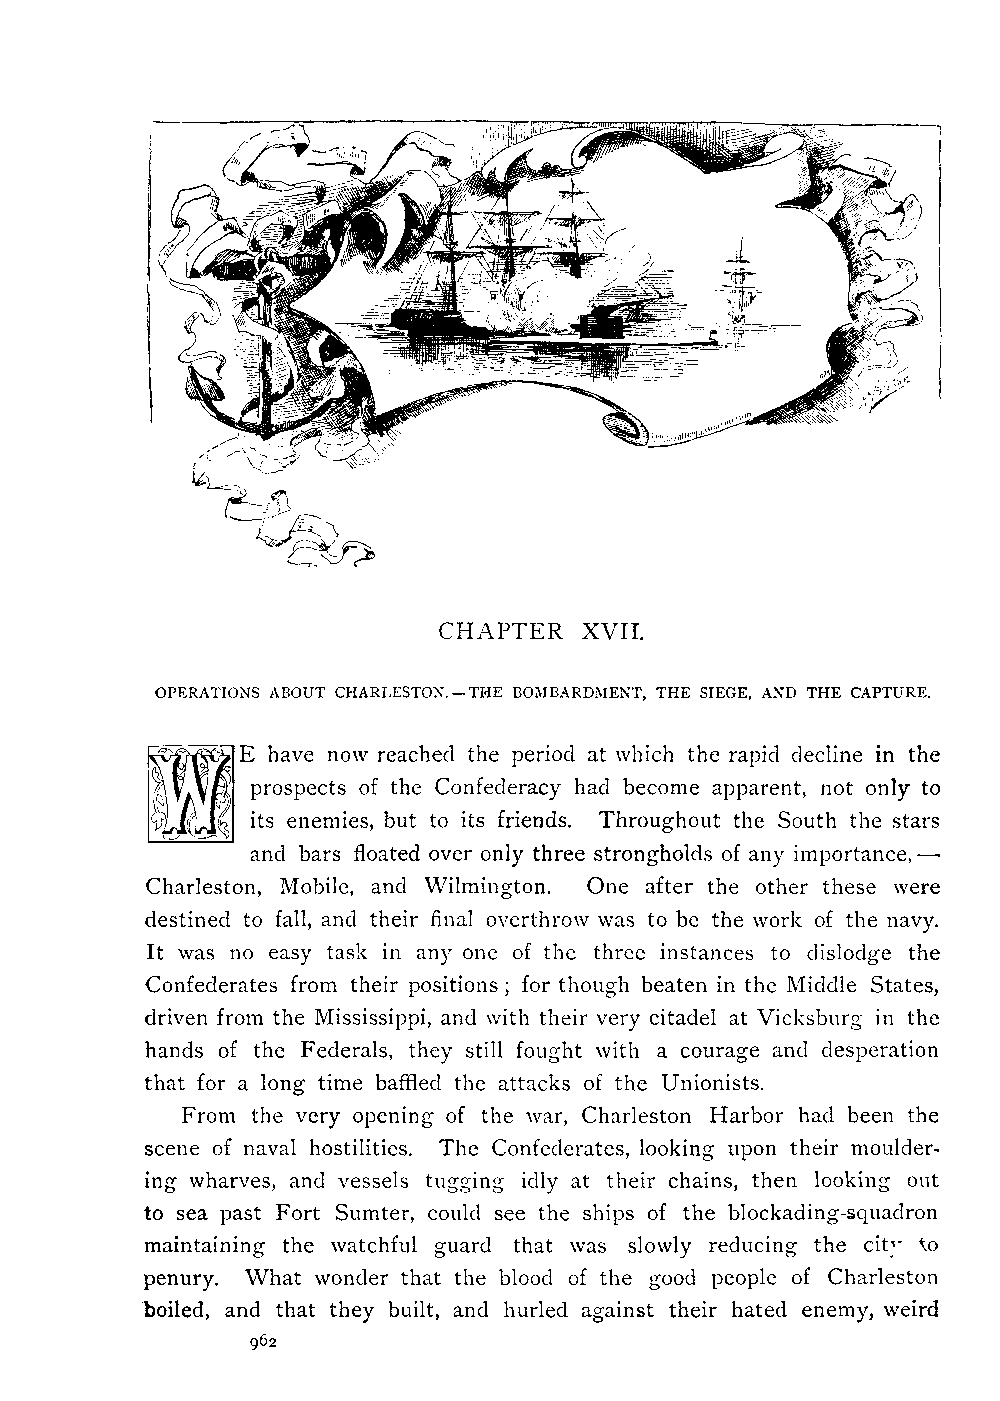 CHAPTER XVII.
OPERATIONS ABOUT CHARLESTON.—THE BOMBARDMENT, THE SIEGE, AND THE CAPTURE.
WE have now reached the period at which the rapid decline in the
prospects of the Confederacy had become apparent, not only to
its enemies, but to its friends. Throughout the South the stars
and bars floated over only three strongholds of any importance,—
Charleston, Mobile, and Wilmington. One after the other these were
destined to fall, and their final overthrow was to be the work of the navy.
It was no easy task in any one of the three instances to dislodge the
Confederates from their positions; for though beaten in the Middle States,
driven from the Mississippi, and with their very citadel at Vicksburg in the
hands of the Federals, they still fought with a courage and desperation
that for a long time baffled the attacks of the Unionists.
From the very opening of the war, Charleston Harbor had been the
scene of naval hostilities. The Confederates, looking upon their moulder-
ing wharves, and vessels tugging idly at their chains, then looking out
to sea past Fort Sumter, could see the ships of the blockading-squadron
maintaining the watchful guard that was slowly reducing the city to
penury. What wonder that the blood of the good people of Charleston
boiled, and that they built, and hurled against their hated enemy, weird
962